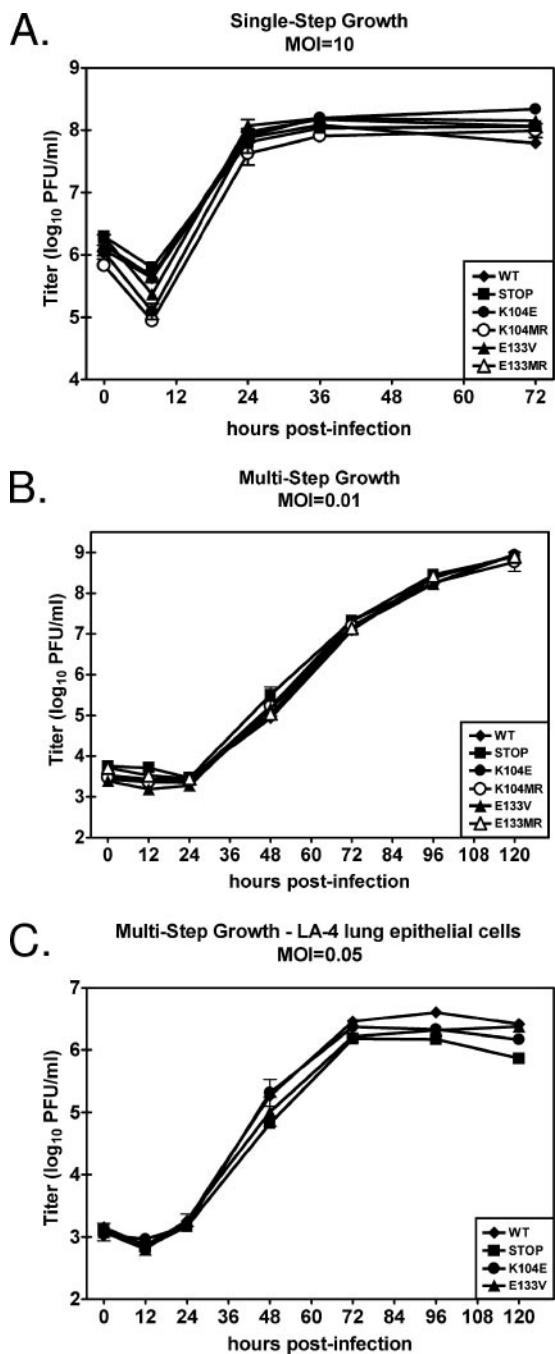 A.
Single-Step Growth
MOI=10
Titer (log10 PFU/ml)
9
8
7
6
5
4
WT
STOP
K104E
K104MR
E133V
E133MR
0 12 24 36 48 60 72
hours post-infection
B.
Multi-Step Growth
MOI=0.01
Titer (log10 PFU/ml)
9
8
7
6
5
4
3
2
WT
STOP
K104E
K104MR
E133V
E133MR
0 12 24 36 48 60 72 84 96 108 120
hours post-infection
C.
Multi-Step Growth - LA-4 lung epithelial cells
MOI=0.05
Titer (log10 PFU/ml)
7
6
5
4
3
2
WT
STOP
K104E
E133V
0 12 24 36 48 60 72 84 96 108 120
hours post-infection